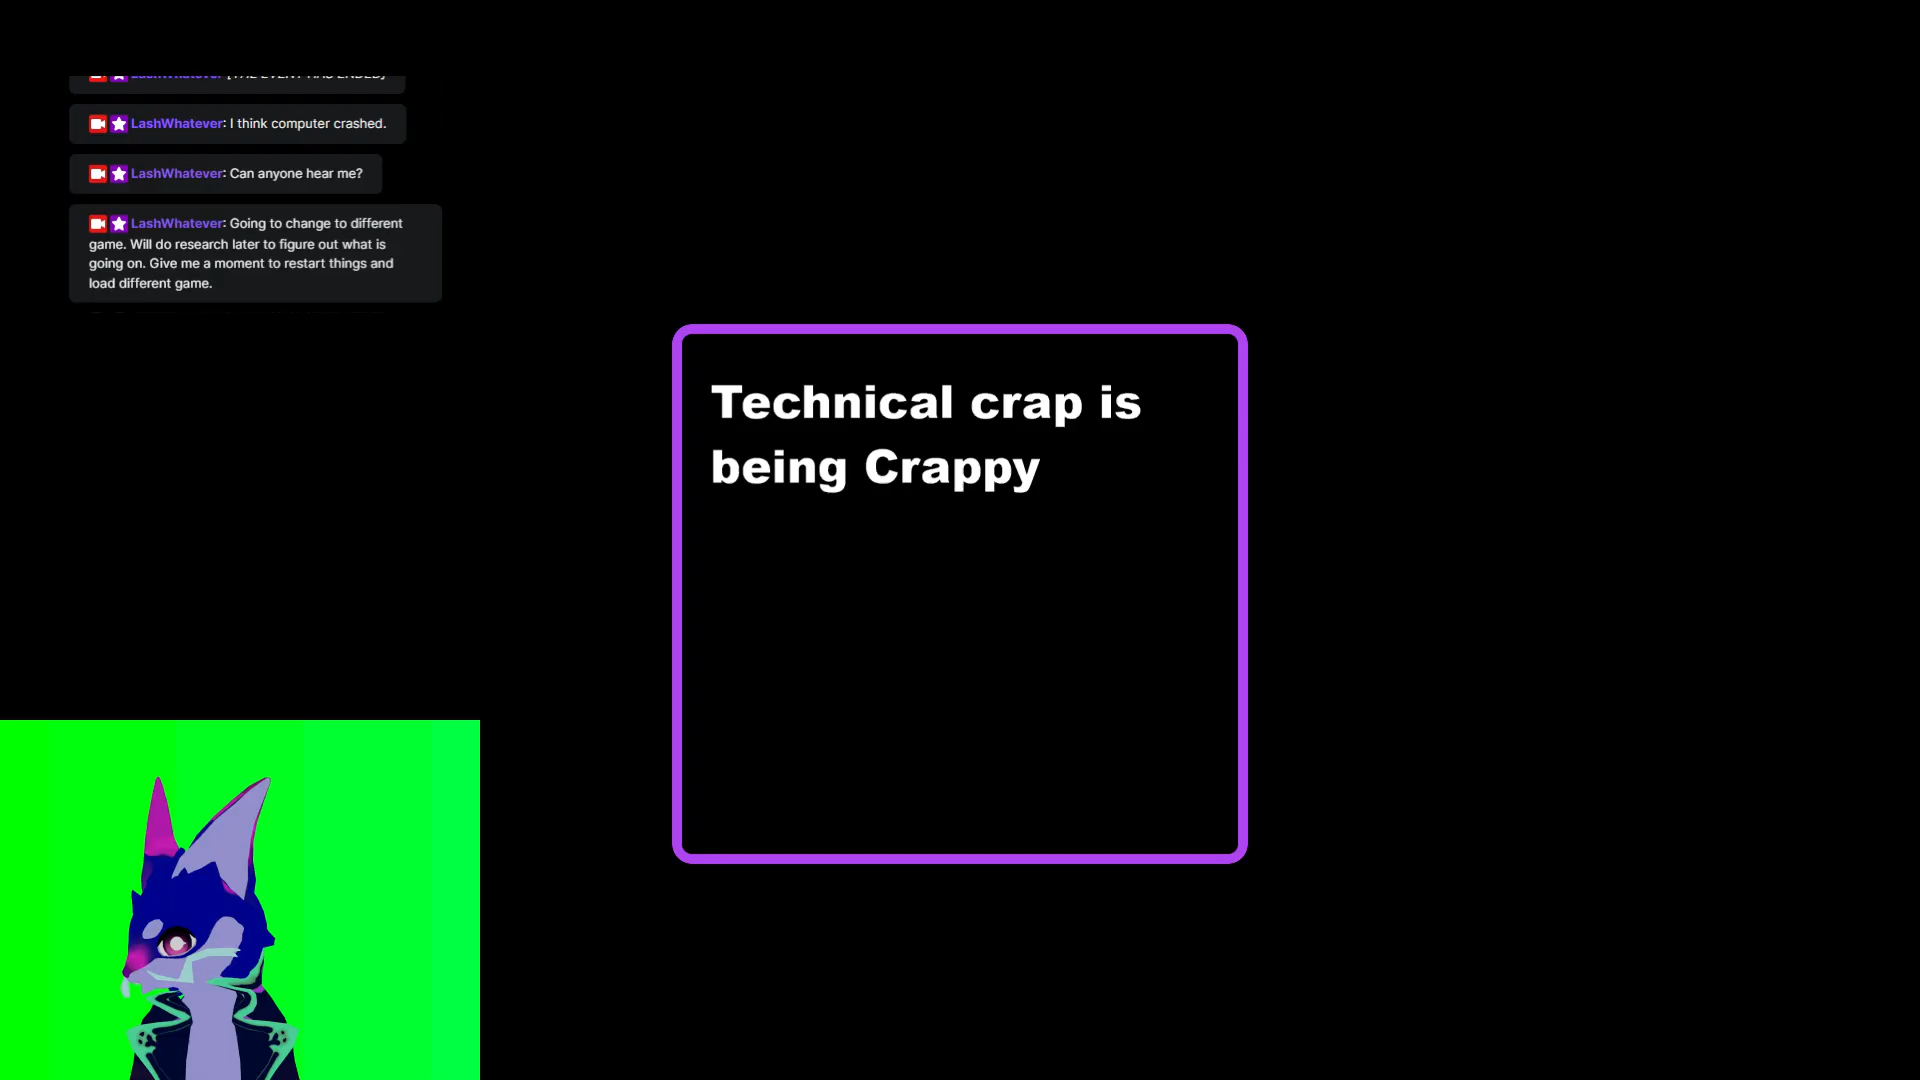 LashWhatever: I think computer crashed.
LashWhatever: Can anyone hear me?
LashWhatever: Going to change to different
game. Will do research later to figure out what is
going on. Give me a moment to restart things and
load different game.
Technical crap is
being Crappy